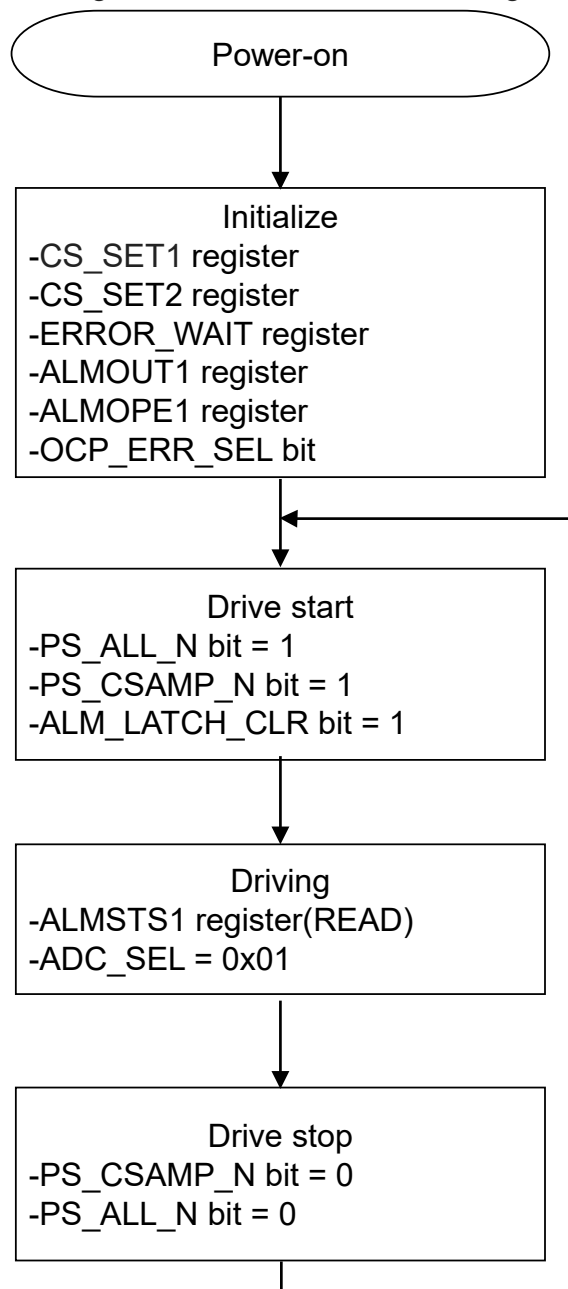 Power-on
Initialize
-CS_SET1 register
-CS_SET2 register
-ERROR_WAIT register
-ALMOUT1 register
-ALMOPE1 register
-OCP_ERR_SEL bit
Drive start
-PS_ALL_N bit = 1
-PS_CSAMP_N bit = 1
-ALM_LATCH_CLR bit = 1
Driving
-ALMSTS1 register(READ)
-ADC_SEL = 0x01
Drive stop
-PS_CSAMP_N bit = 0
-PS_ALL_N bit = 0